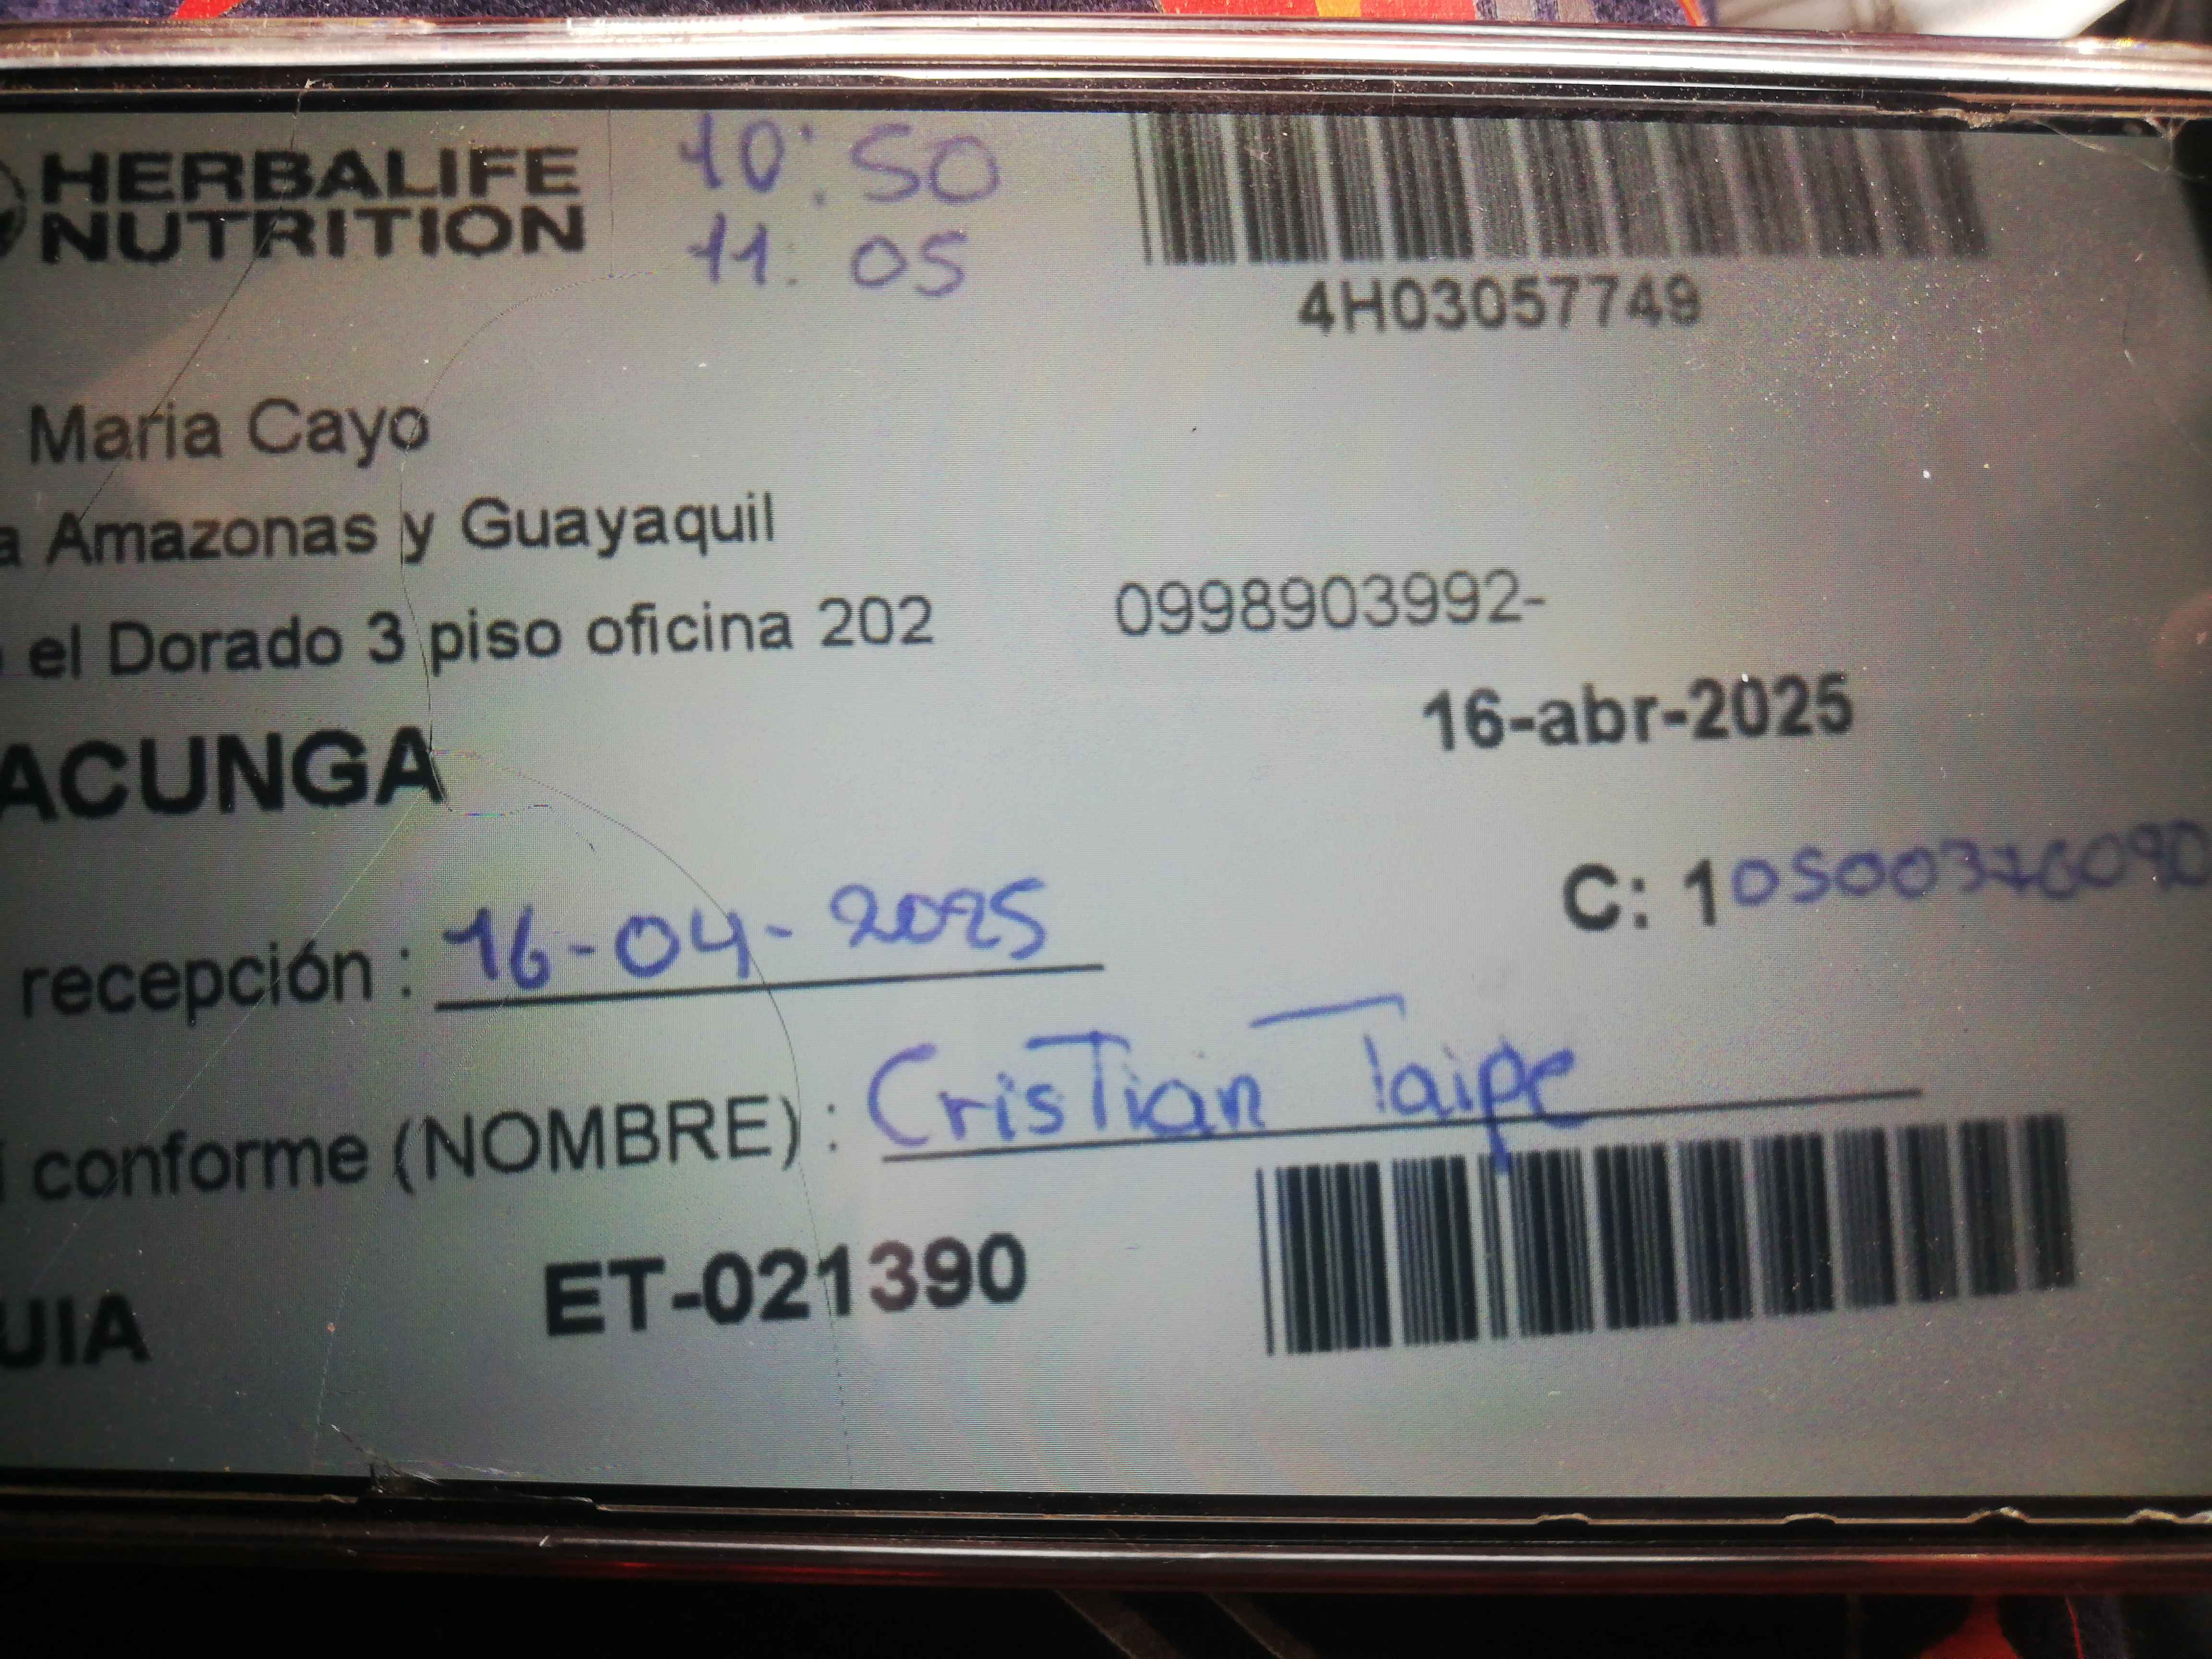 HERBALIFE
NUTRITION
10:50
11:05
4H03057749
Maria Cayo
a Amazonas y Guayaquil
el Dorado 3 piso oficina 202
0998903992-
16-abr-2025
ACUNGA
C: 1
recepción : 16-04-2025
conforme (NOMBRE) : Cristian Taipe
UIA
ET-021390